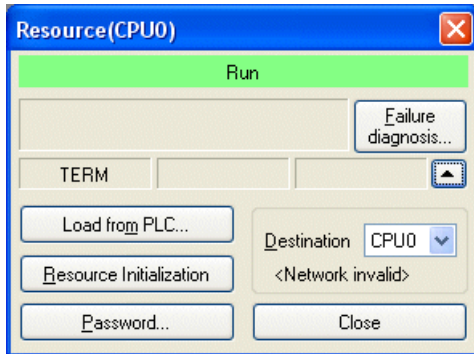 Resource(CPU0)
Run
Failure
diagnosis...
TERM
Load from PLC...
Destination CPU0
Resource Initialization
<Network invalid>
Password...
Close